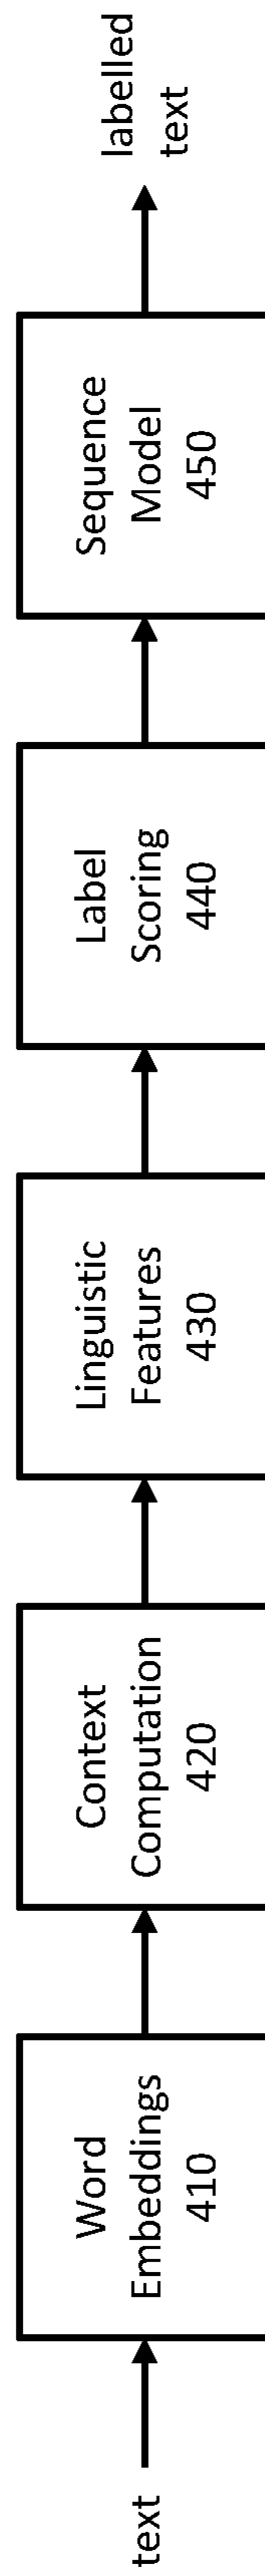 text
Word
Embeddings
410
Context
Computation
420
Linguistic
Features
430
Label
Scoring
440
Sequence
Model
450
labelled
text